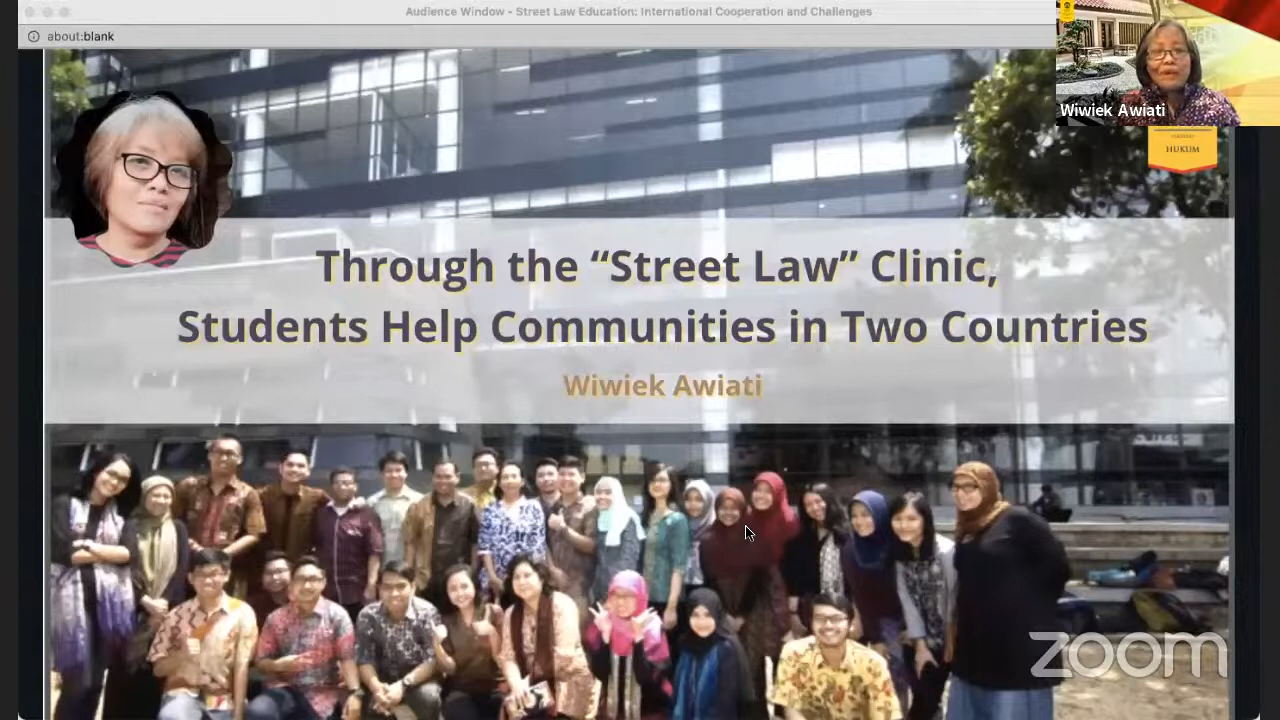 Audience Window - Street Law Education: International Cooperation and Challenges
about:blank
Wiwiek Awiati
HUKUM
Through the “Street Law” Clinic,
Students Help Communities in Two Countries
Wiwiek Awiati
zoom